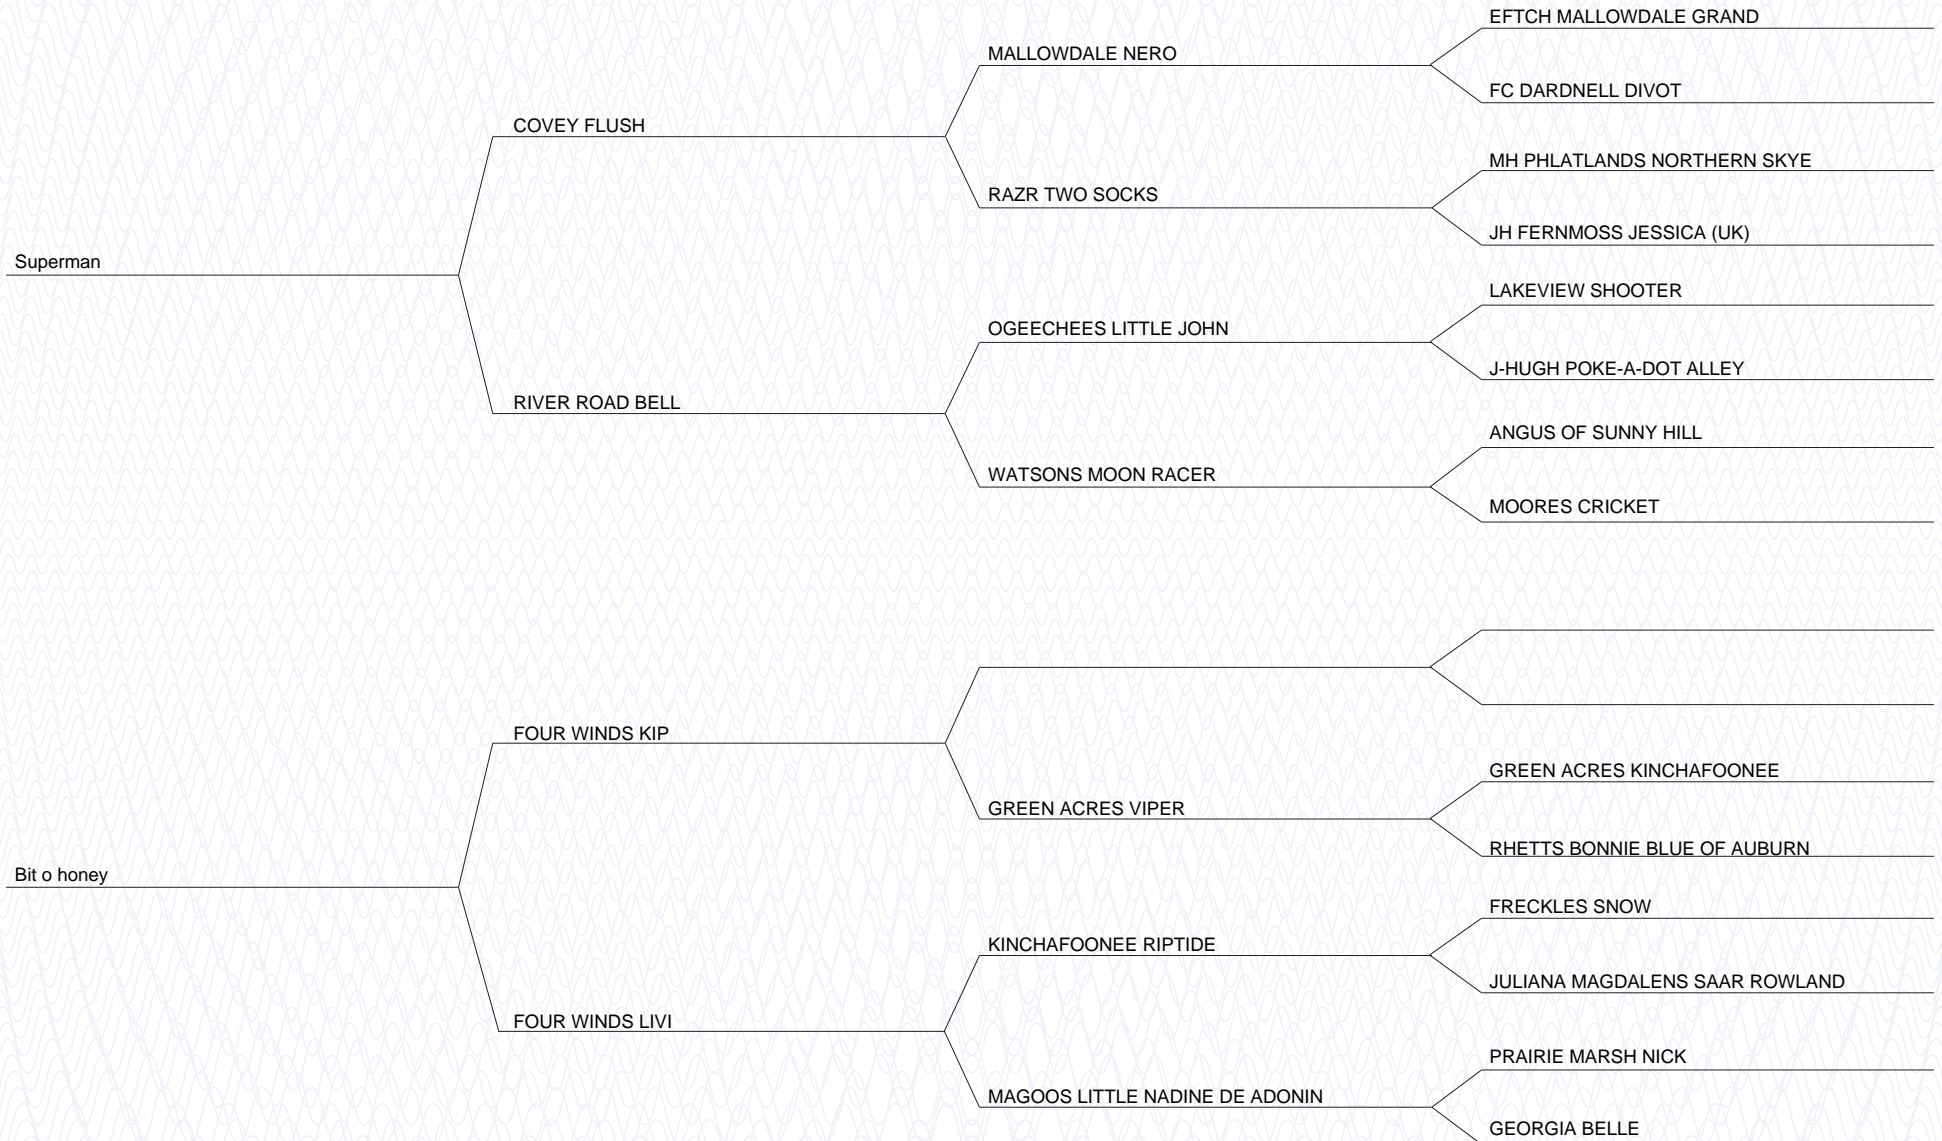 EFTCH MALLOWDALE GRAND
MALLOWDALE NERO
FC DARDNELL DIVOT
COVEY FLUSH
MH PHLATLANDS NORTHERN SKYE
RAZR TWO SOCKS
JH FERNMOSS JESSICA (UK)
Superman
LAKEVIEW SHOOTER
OGEECHEES LITTLE JOHN
J-HUGH POKE-A-DOT ALLEY
RIVER ROAD BELL
ANGUS OF SUNNY HILL
WATSONS MOON RACER
MOORES CRICKET
FOUR WINDS KIP
GREEN ACRES KINCHAFOONEE
GREEN ACRES VIPER
RHETTS BONNIE BLUE OF AUBURN
Bit o honey
FRECKLES SNOW
KINCHAFOONEE RIPTIDE
JULIANA MAGDALENS SAAR ROWLAND
FOUR WINDS LIVI
PRAIRIE MARSH NICK
MAGOOS LITTLE NADINE DE ADONIN
GEORGIA BELLE